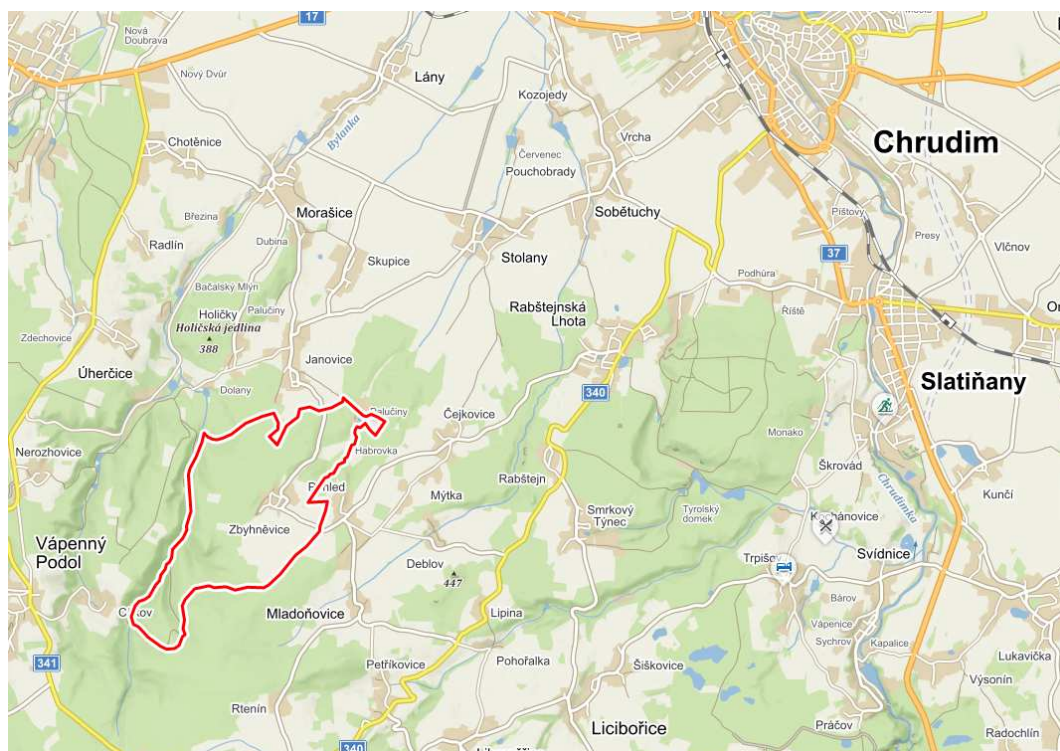 17
Nová
Doubrava
Nový Dvůr
Lány
Kozojedy
Bylanka
Chotěnice
Vrcha
Chrudim
Červenec
Pouchobrady
Morašice
Březina
Sobětuchy
Píšťovy
Radlín
Dubina
Presy
Vlčnov
Skupice
Stolany
37
Podhůra
Bačalský Mlýn
Palučiny
Holičky
Holičská jedlina
388
Rabštejnská
Lhota
Říště
Zdechovice
Janovice
Úherčice
Dolany
340
Slatiňany
Palučiny
Čejkovice
Monako
Habrovka
Nerozhovice
Škrovád
Rabštejn
Mýtka
Kunčí
Chrudimka
Tyrolský
domek
Zbyhněvice
Smrkový
Týnec
Vápenný
Podol
Svídnice
Deblov
447
Trpišov
Bárov
Mladoňovice
Lipina
Vápenice
Sychrov
Kapalice
Lukavička
341
Petříkovice
Pohořalka
Šiškovice
Výsonín
Rtenín
Práčov
Licibořice
Radochlín
340